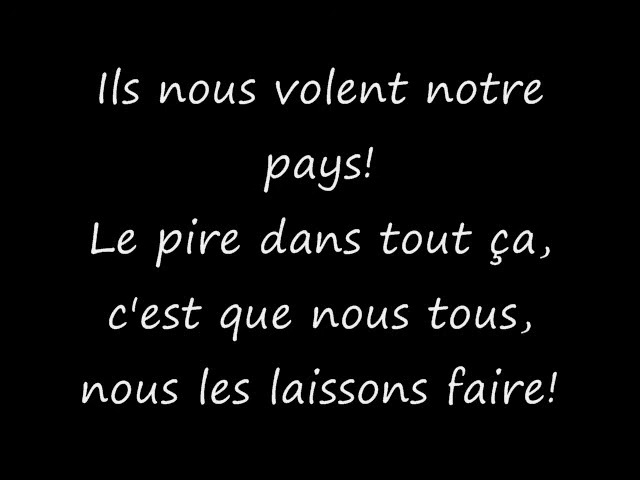 Ils nous volent notre
pays!
Le pire dans tout ça,
c'est que nous tous,
nous les laissons faire!